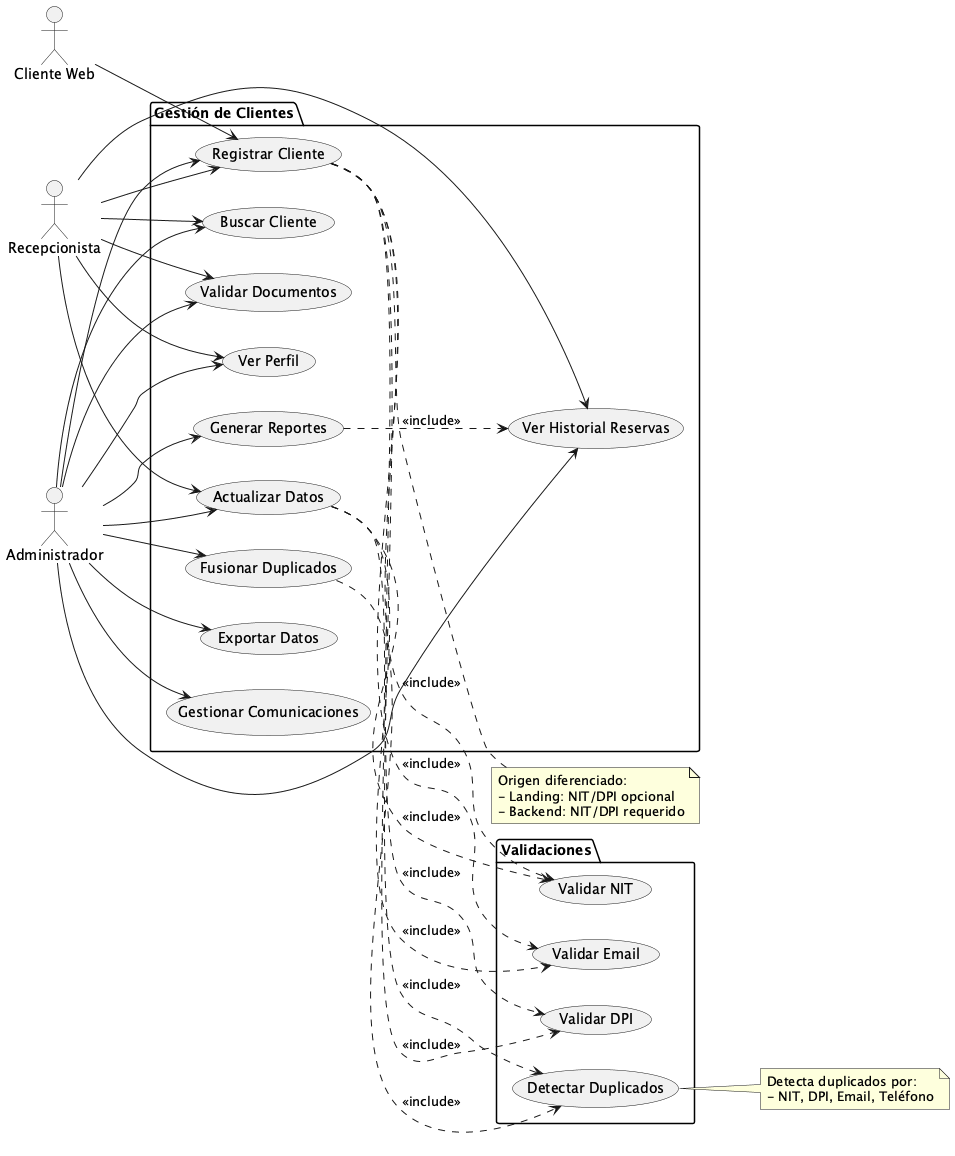 Cliente Web
Gestión de Clientes
Registrar Cliente
Recepcionista
Buscar Cliente
Validar Documentos
Ver Perfil
Generar Reportes
«include»
Ver Historial Reservas
Actualizar Datos
Administrador
Fusionar Duplicados
Exportar Datos
«include»
Gestionar Comunicaciones
«include»
Origen diferenciado:
- Landing: NIT/DPI opcional
- Backend: NIT/DPI requerido
«include»
Validaciones
«include»
Validar NIT
«include»
Validar Email
«include»
Validar DPI
«include»
Detectar Duplicados
Detecta duplicados por:
- NIT, DPI, Email, Teléfono
«include»